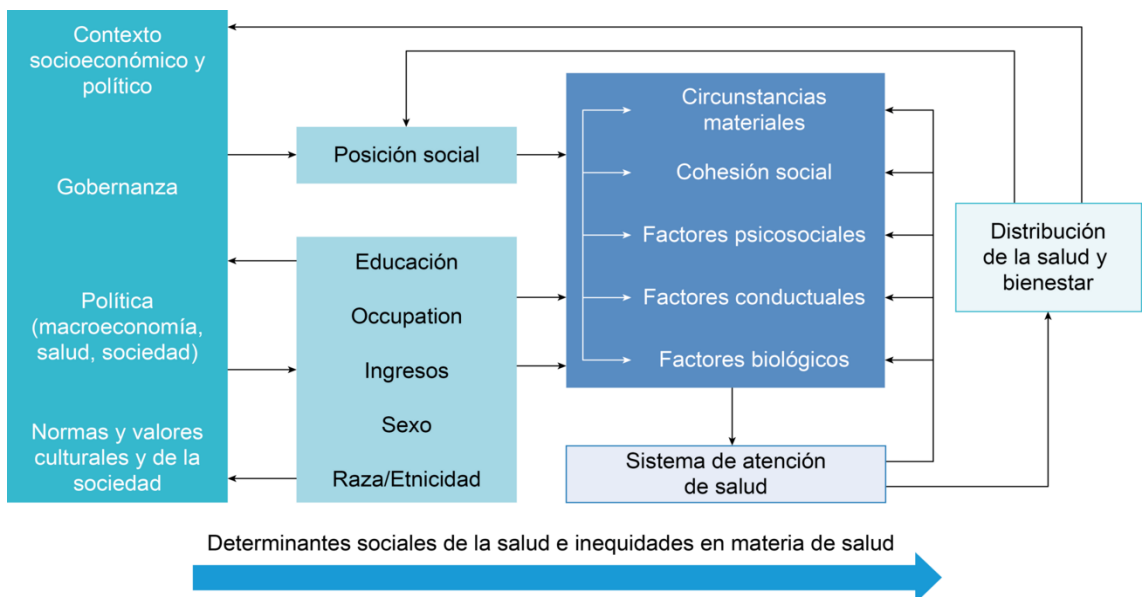 Contexto
socioeconómico y
político
Gobernanza
Política
(macroeconomía,
salud, sociedad)
Normas y valores
culturales y de la
sociedad
Posición social
Educación
Occupation
Ingresos
Sexo
Raza/Etnicidad
Circunstancias
materiales
Cohesión social
Factores psicosociales
Factores conductuales
Factores biológicos
Sistema de atención
de salud
Distribución
de la salud y
bienestar
Determinantes sociales de la salud e inequidades en materia de salud